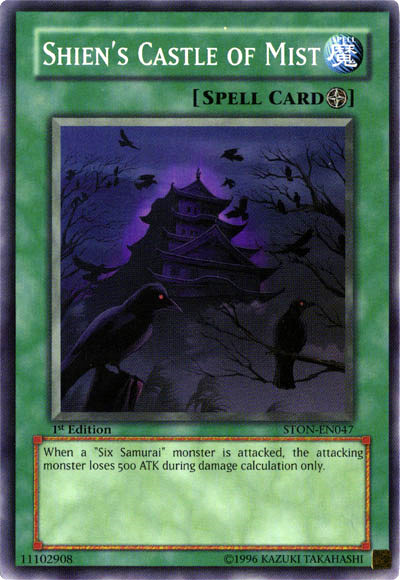 SHIEN'S CASTLE OF MIST 魔
[SPELL CARD]
1st Edition
STON-EN047
When a "Six Samurai" monster is attacked, the attacking
monster loses 500 ATK during damage calculation only.
11102908
©1996 KAZUKI TAKAHASHI